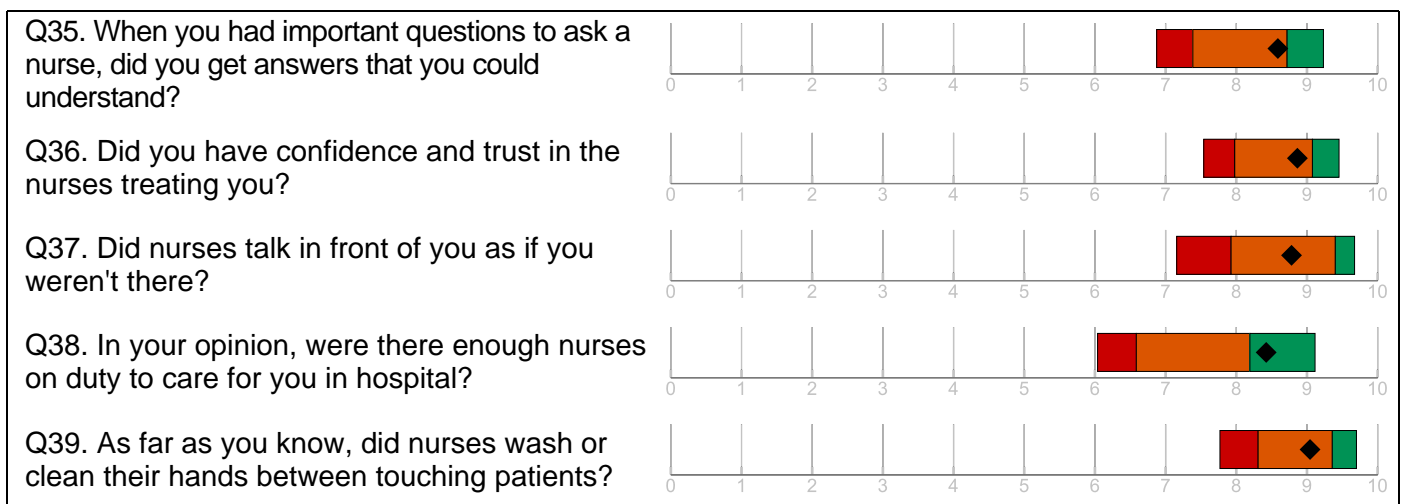 Q35. When you had important questions to ask a
nurse, did you get answers that you could
understand?
0 1 2 3 4 5 6 7 8 9 10
Q36. Did you have confidence and trust in the
nurses treating you?
0 1 2 3 4 5 6 7 8 9 10
Q37. Did nurses talk in front of you as if you
weren't there?
0 1 2 3 4 5 6 7 8 9 10
Q38. In your opinion, were there enough nurses
on duty to care for you in hospital?
0 1 2 3 4 5 6 7 8 9 10
Q39. As far as you know, did nurses wash or
clean their hands between touching patients?
0 1 2 3 4 5 6 7 8 9 10